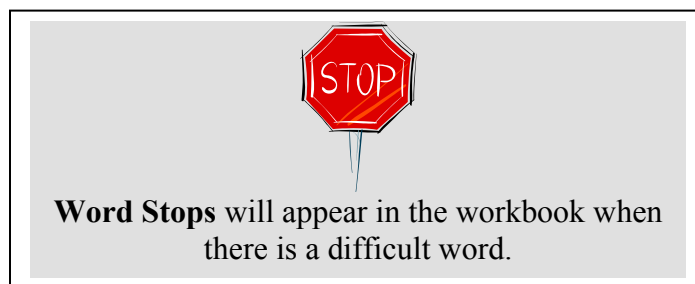 STOP
Word Stops will appear in the workbook when
there is a difficult word.